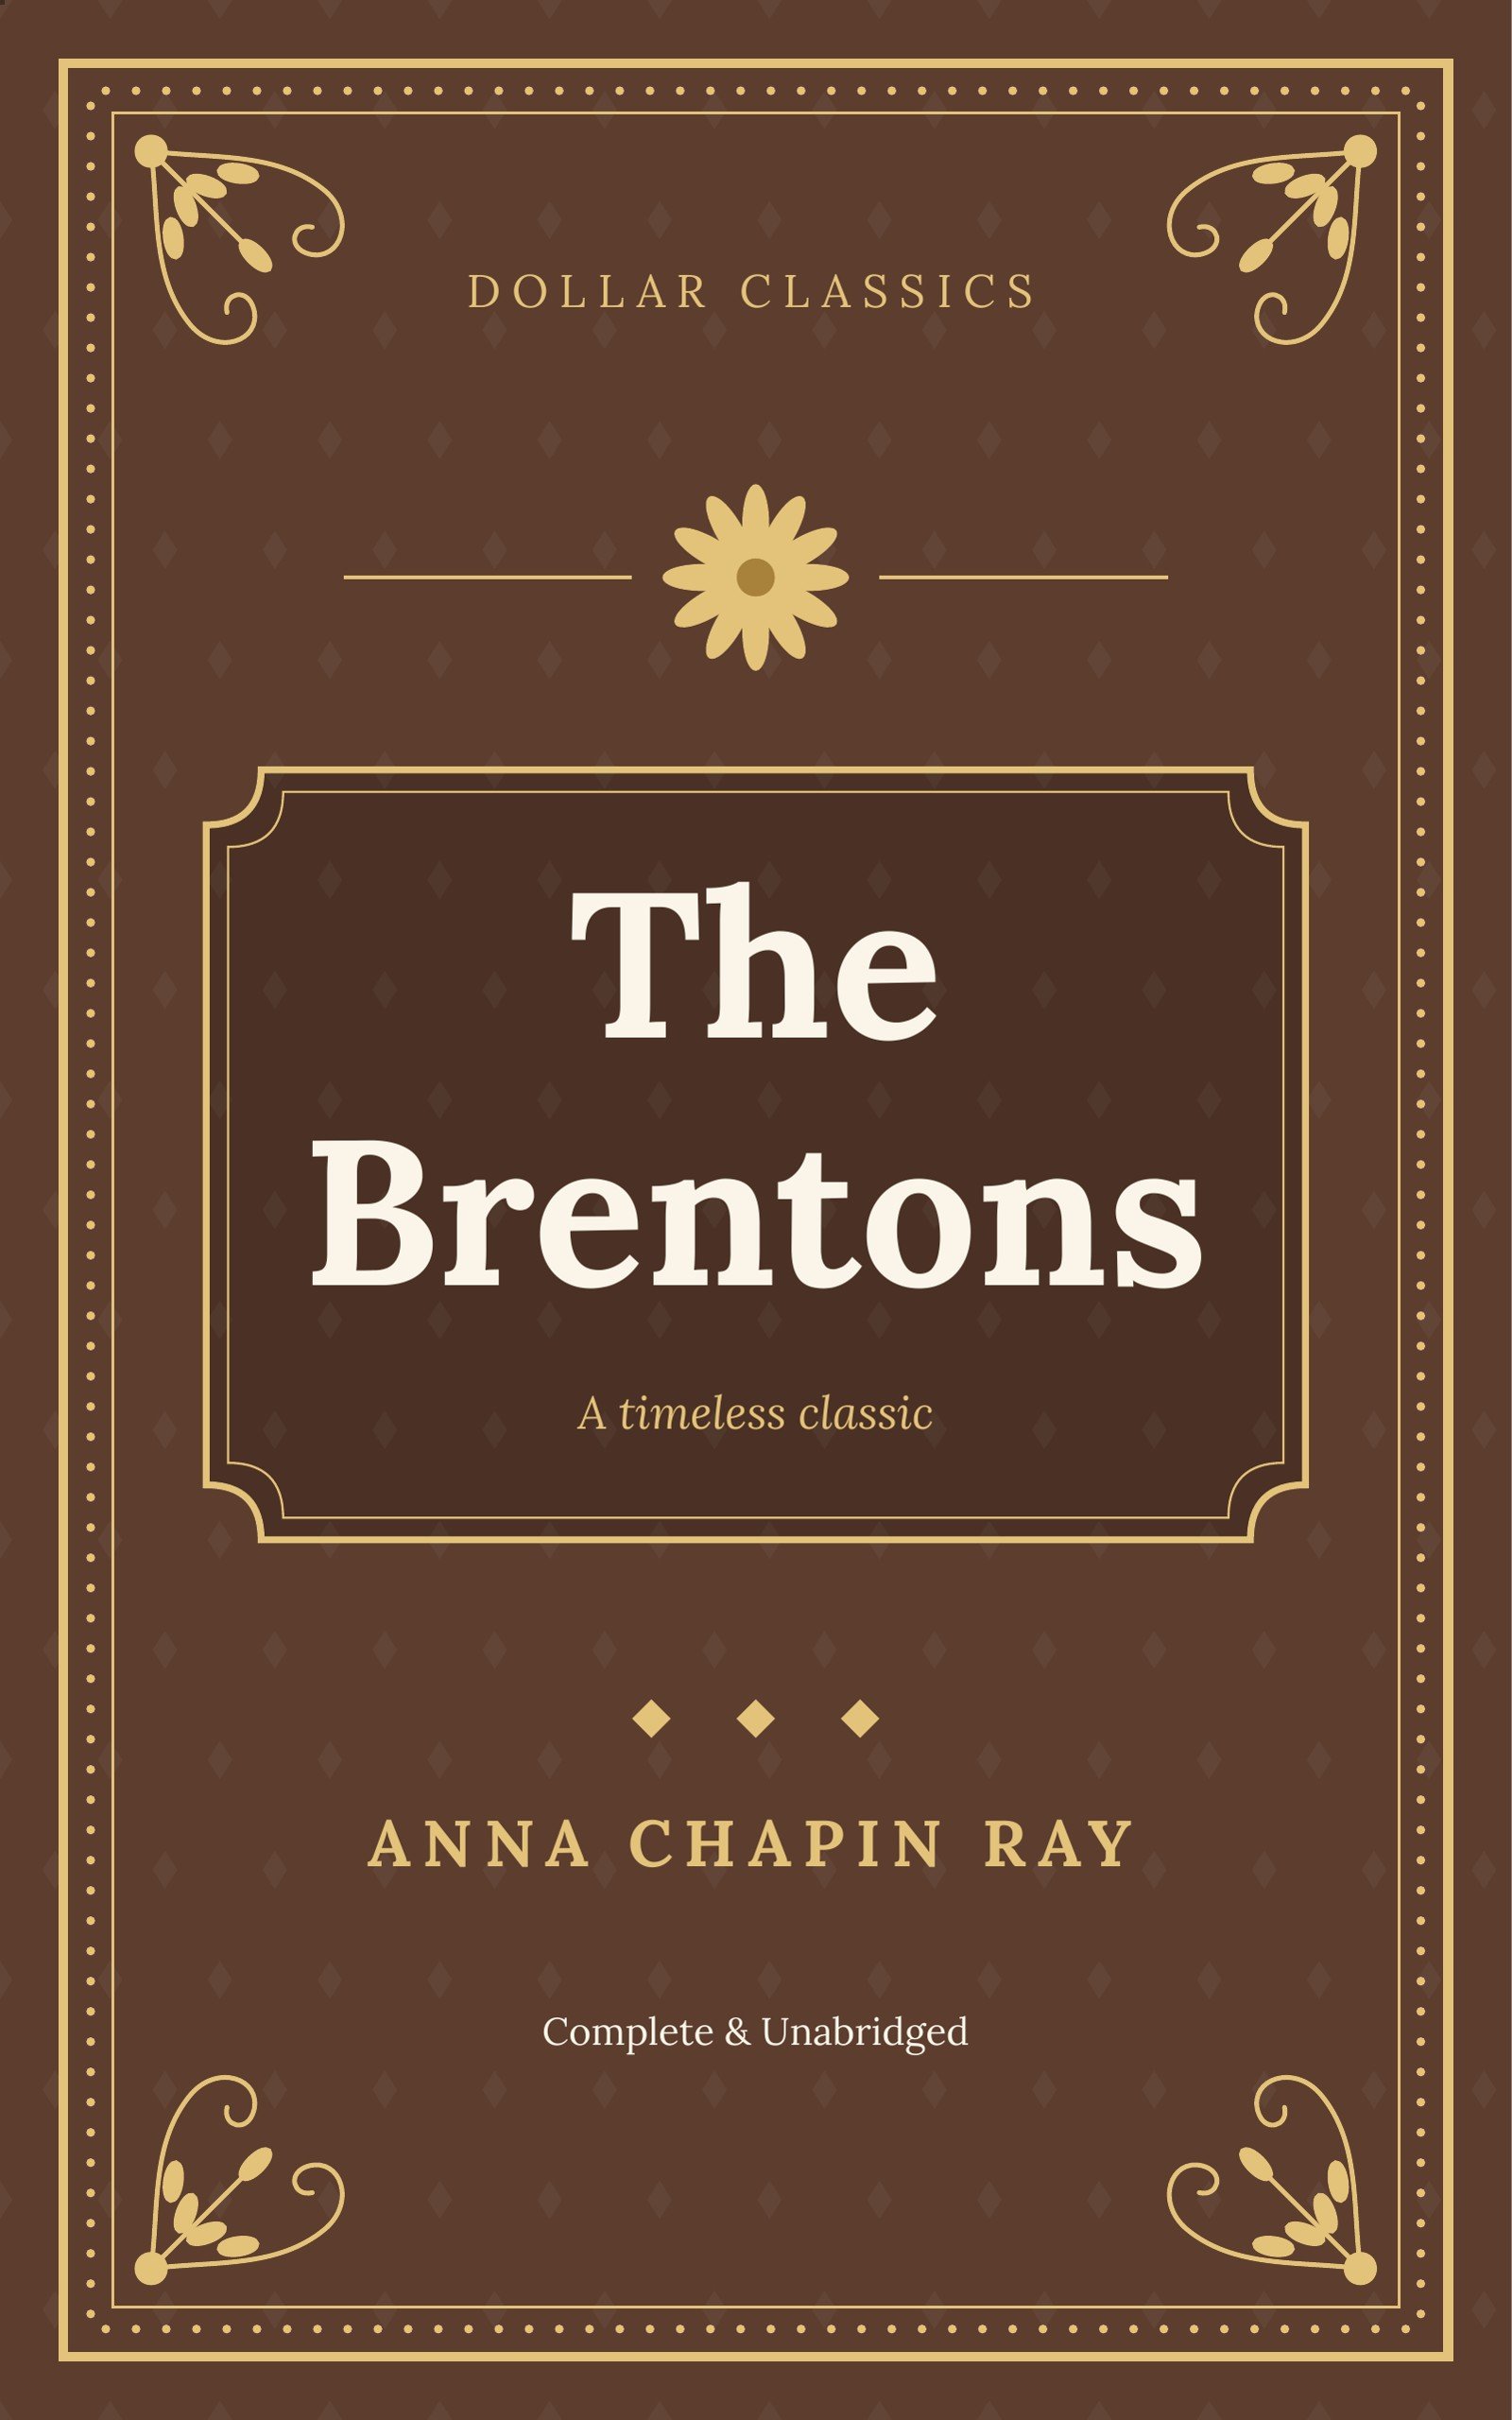 DOLLAR CLASSICS
The
Brentons
A timeless classic
ANNA CHAPIN RAY
Complete & Unabridged